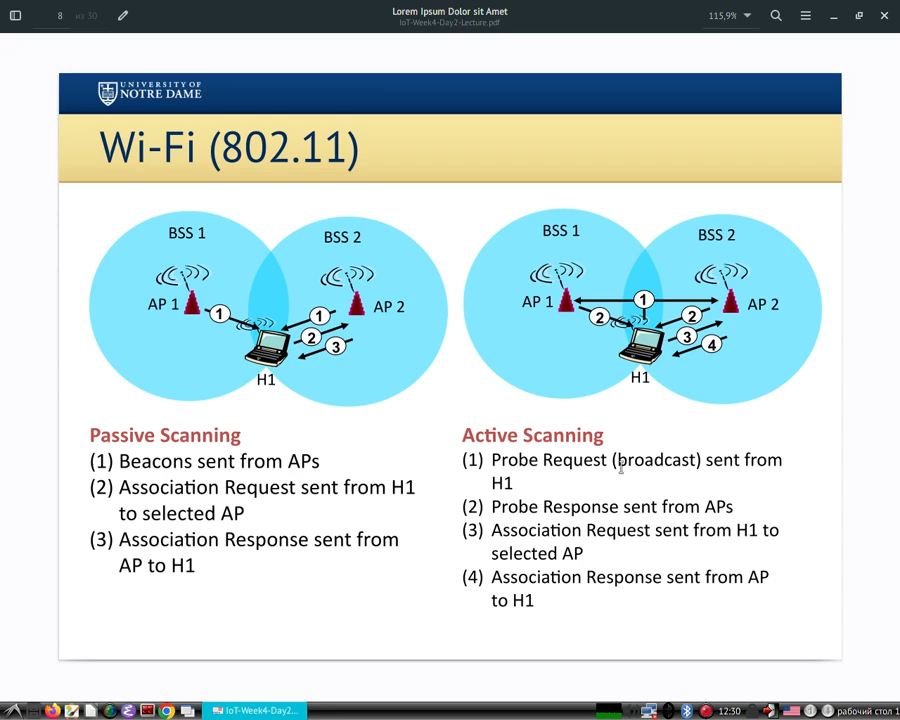 8 из 30
Lorem Ipsum Dolor sit Amet
IoT-Week4-Day2-Lecture.pdf
115,9%
UNIVERSITY OF
NOTRE DAME
Wi-Fi (802.11)
BSS 1
BSS 2
AP 1
AP 2
1
1
2
3
H1
BSS 1
BSS 2
AP 1
AP 2
1
2
2
3
4
H1
Passive Scanning
(1) Beacons sent from APs
(2) Association Request sent from H1
to selected AP
(3) Association Response sent from
AP to H1
Active Scanning
(1) Probe Request (broadcast) sent from
H1
(2) Probe Response sent from APs
(3) Association Request sent from H1 to
selected AP
(4) Association Response sent from AP
to H1
IoT-Week4-Day2...
12:30
рабочий стол 1